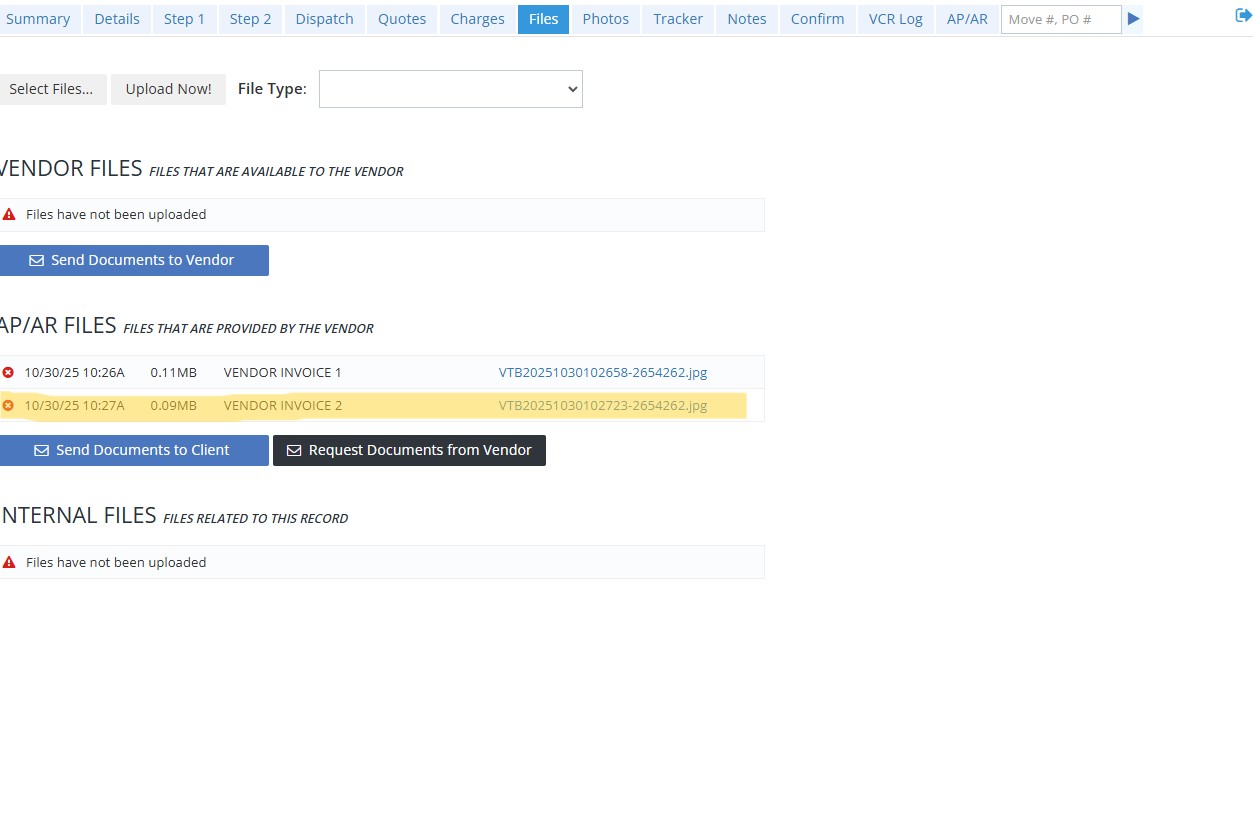 Summary Details Step 1 Step 2 Dispatch Quotes Charges Files Photos Tracker Notes Confirm VCR Log AP/AR Move #, PO #
Select Files... Upload Now! File Type:
VENDOR FILES FILES THAT ARE AVAILABLE TO THE VENDOR
Files have not been uploaded
Send Documents to Vendor
AP/AR FILES FILES THAT ARE PROVIDED BY THE VENDOR
10/30/25 10:26A 0.11MB VENDOR INVOICE 1 VTB20251030102658-2654262.jpg
10/30/25 10:27A 0.09MB VENDOR INVOICE 2 VTB20251030102723-2654262.jpg
Send Documents to Client Request Documents from Vendor
NTERNAL FILES FILES RELATED TO THIS RECORD
Files have not been uploaded